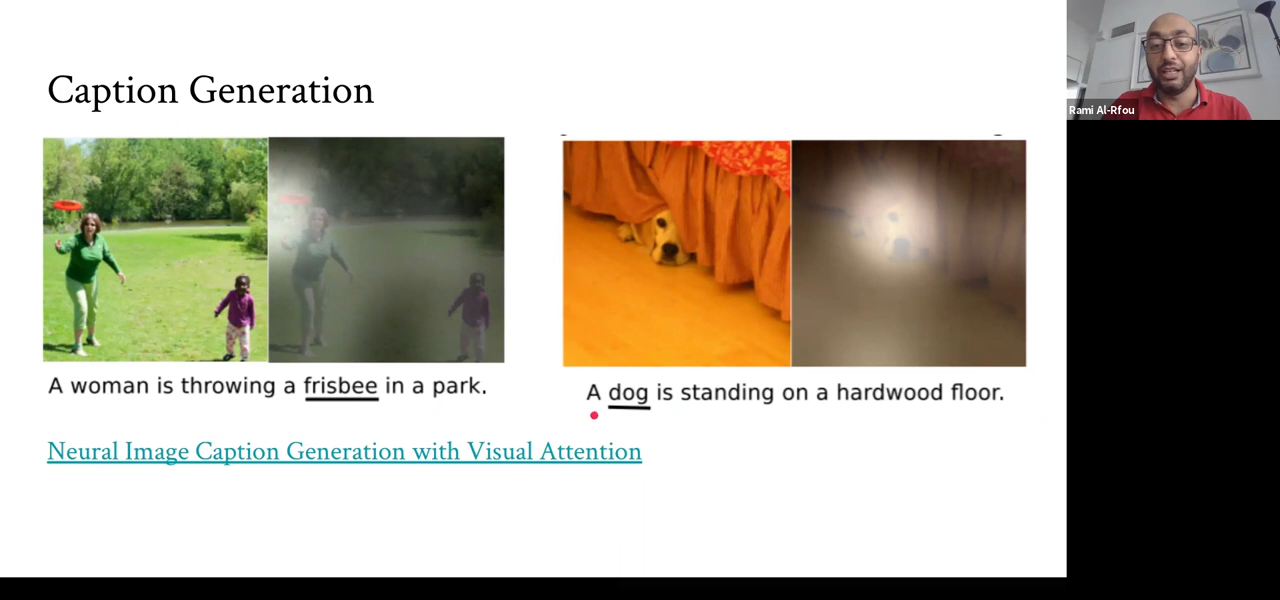 Caption Generation
A woman is throwing a frisbee in a park.
A dog is standing on a hardwood floor.
Neural Image Caption Generation with Visual Attention
Rami Al-Rfou